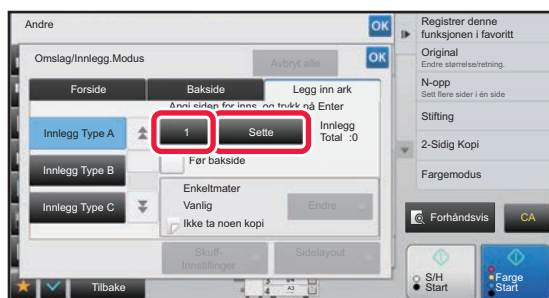 Andre
OK
Omslag/Innlegg.Modus
Avbryt alle
OK
Forside
Bakside
Legg inn ark
Angi siden for inns. og trykk på Enter
Innlegg Type A
1
Sette
Innlegg
Total :0
Før bakside
Innlegg Type B
Enkeltmater
Vanlig
Endre
Innlegg Type C
Ikke ta noen kopi
Skuff-
Innstillinger
Sidelayout
Tilbake
3
4
A3
Registrer denne
funksjonen i favoritt
Original
Endre størrelse/retning.
N-opp
Sett flere sider i én side
Stifting
2-Sidig Kopi
Fargemodus
Forhåndsvis
CA
S/H
Start
Farge
Start